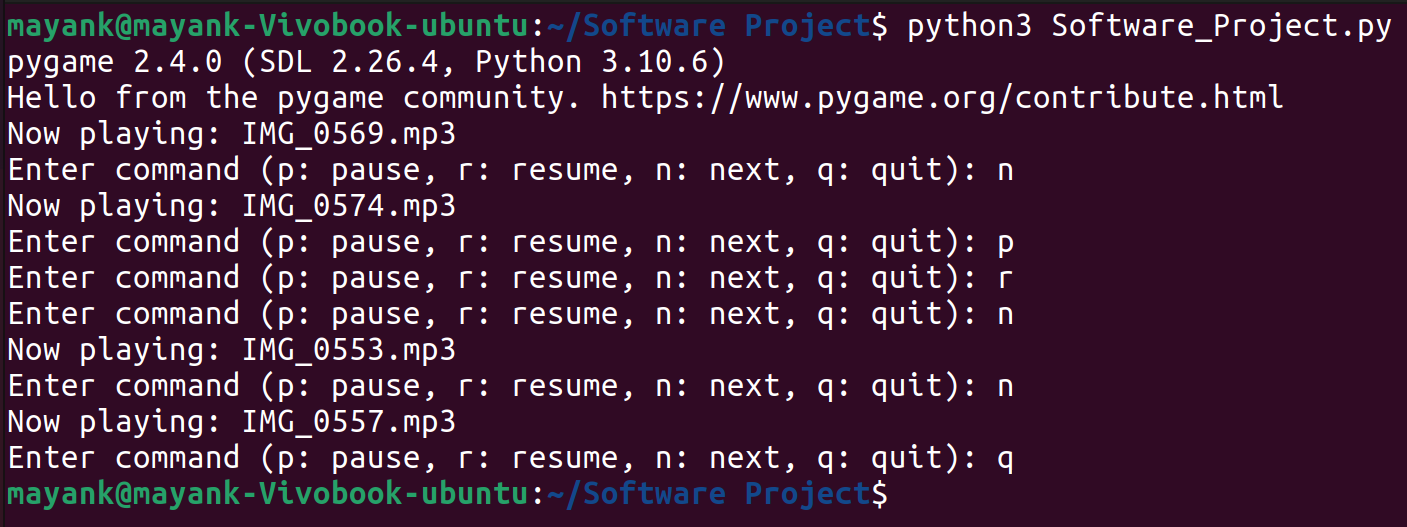 mayank@mayank-Vivobook-ubuntu:~/Software Project$ python3 Software_Project.py
pygame 2.4.0 (SDL 2.26.4, Python 3.10.6)
Hello from the pygame community. https://www.pygame.org/contribute.html
Now playing: IMG_0569.mp3
Enter command (p: pause, r: resume, n: next, q: quit): n
Now playing: IMG_0574.mp3
Enter command (p: pause, r: resume, n: next, q: quit): p
Enter command (p: pause, r: resume, n: next, q: quit): r
Enter command (p: pause, r: resume, n: next, q: quit): n
Now playing: IMG_0553.mp3
Enter command (p: pause, r: resume, n: next, q: quit): n
Now playing: IMG_0557.mp3
Enter command (p: pause, r: resume, n: next, q: quit): q
mayank@mayank-Vivobook-ubuntu:~/Software Project$